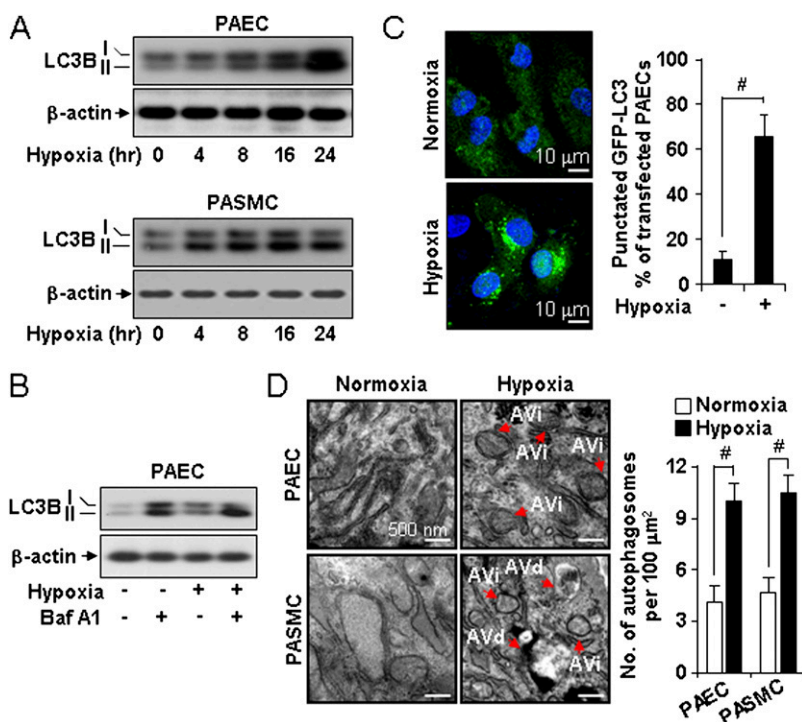 A
PAEC
LC3B I
II
β-actin
Hypoxia (hr) 0 4 8 16 24
PASMC
LC3B I
II
β-actin
Hypoxia (hr) 0 4 8 16 24
B
PAEC
LC3B I
II
β-actin
Hypoxia - - + +
Baf A1 - + - +
C
Normoxia
10 μm
Hypoxia
10 μm
Punctated GFP-LC3
% of transfected PAECs
100
80
60
40
20
0
#
Hypoxia - +
D
Normoxia Hypoxia
PAEC
500 nm
AVi
AVi
AVi
AVi
PASMC
AVi
AVd
AVd
AVi
Normoxia
Hypoxia
No. of autophagosomes
per 100 μm²
12
9
6
3
0
# #
PAEC PASMC